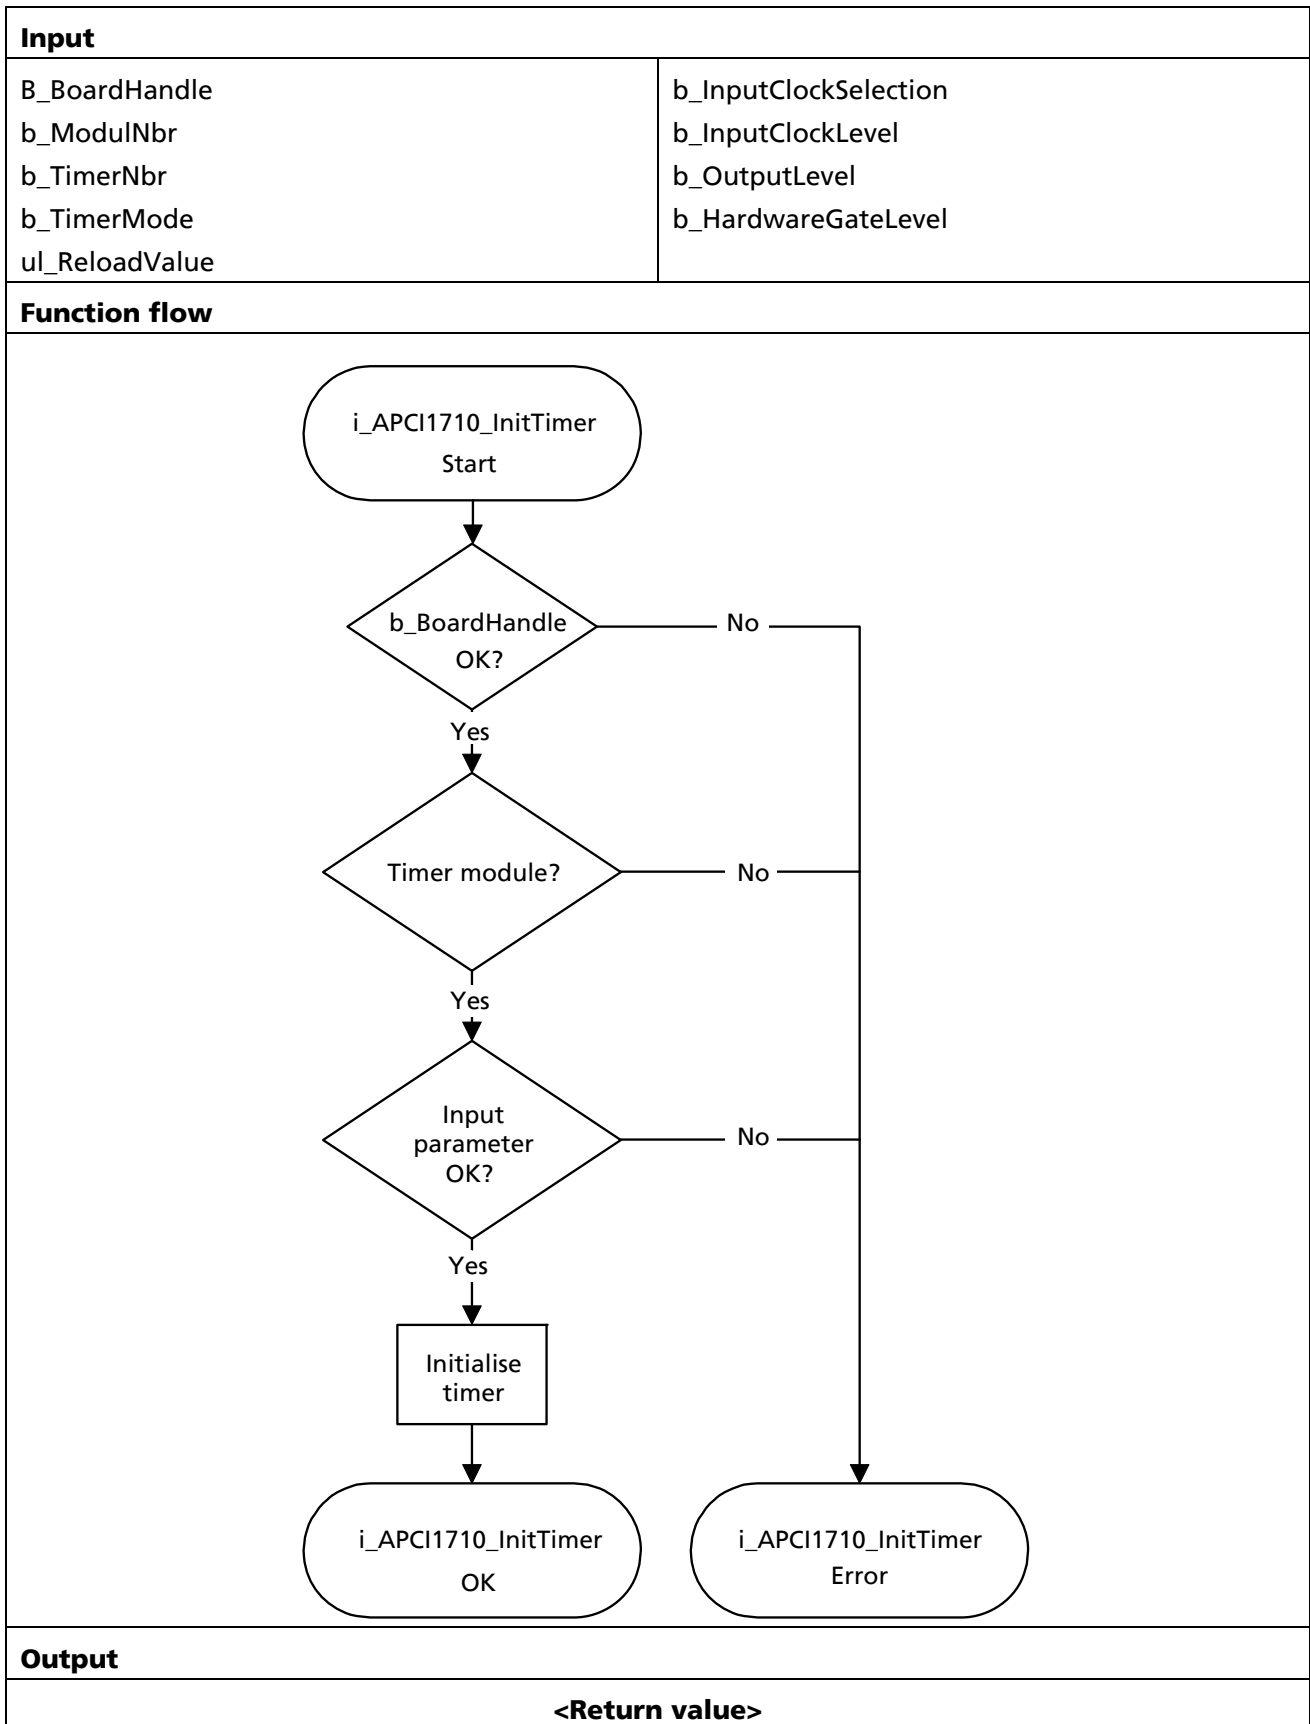 Input
B_BoardHandle
b_ModulNbr
b_TimerNbr
b_TimerMode
ul_ReloadValue
b_InputClockSelection
b_InputClockLevel
b_OutputLevel
b_HardwareGateLevel
Function flow
i_APCI1710_InitTimer
Start
b_BoardHandle
OK?
No
Yes
Timer module?
No
Yes
Input
parameter
OK?
No
Yes
Initialise
timer
i_APCI1710_InitTimer
OK
i_APCI1710_InitTimer
Error
Output
<Return value>